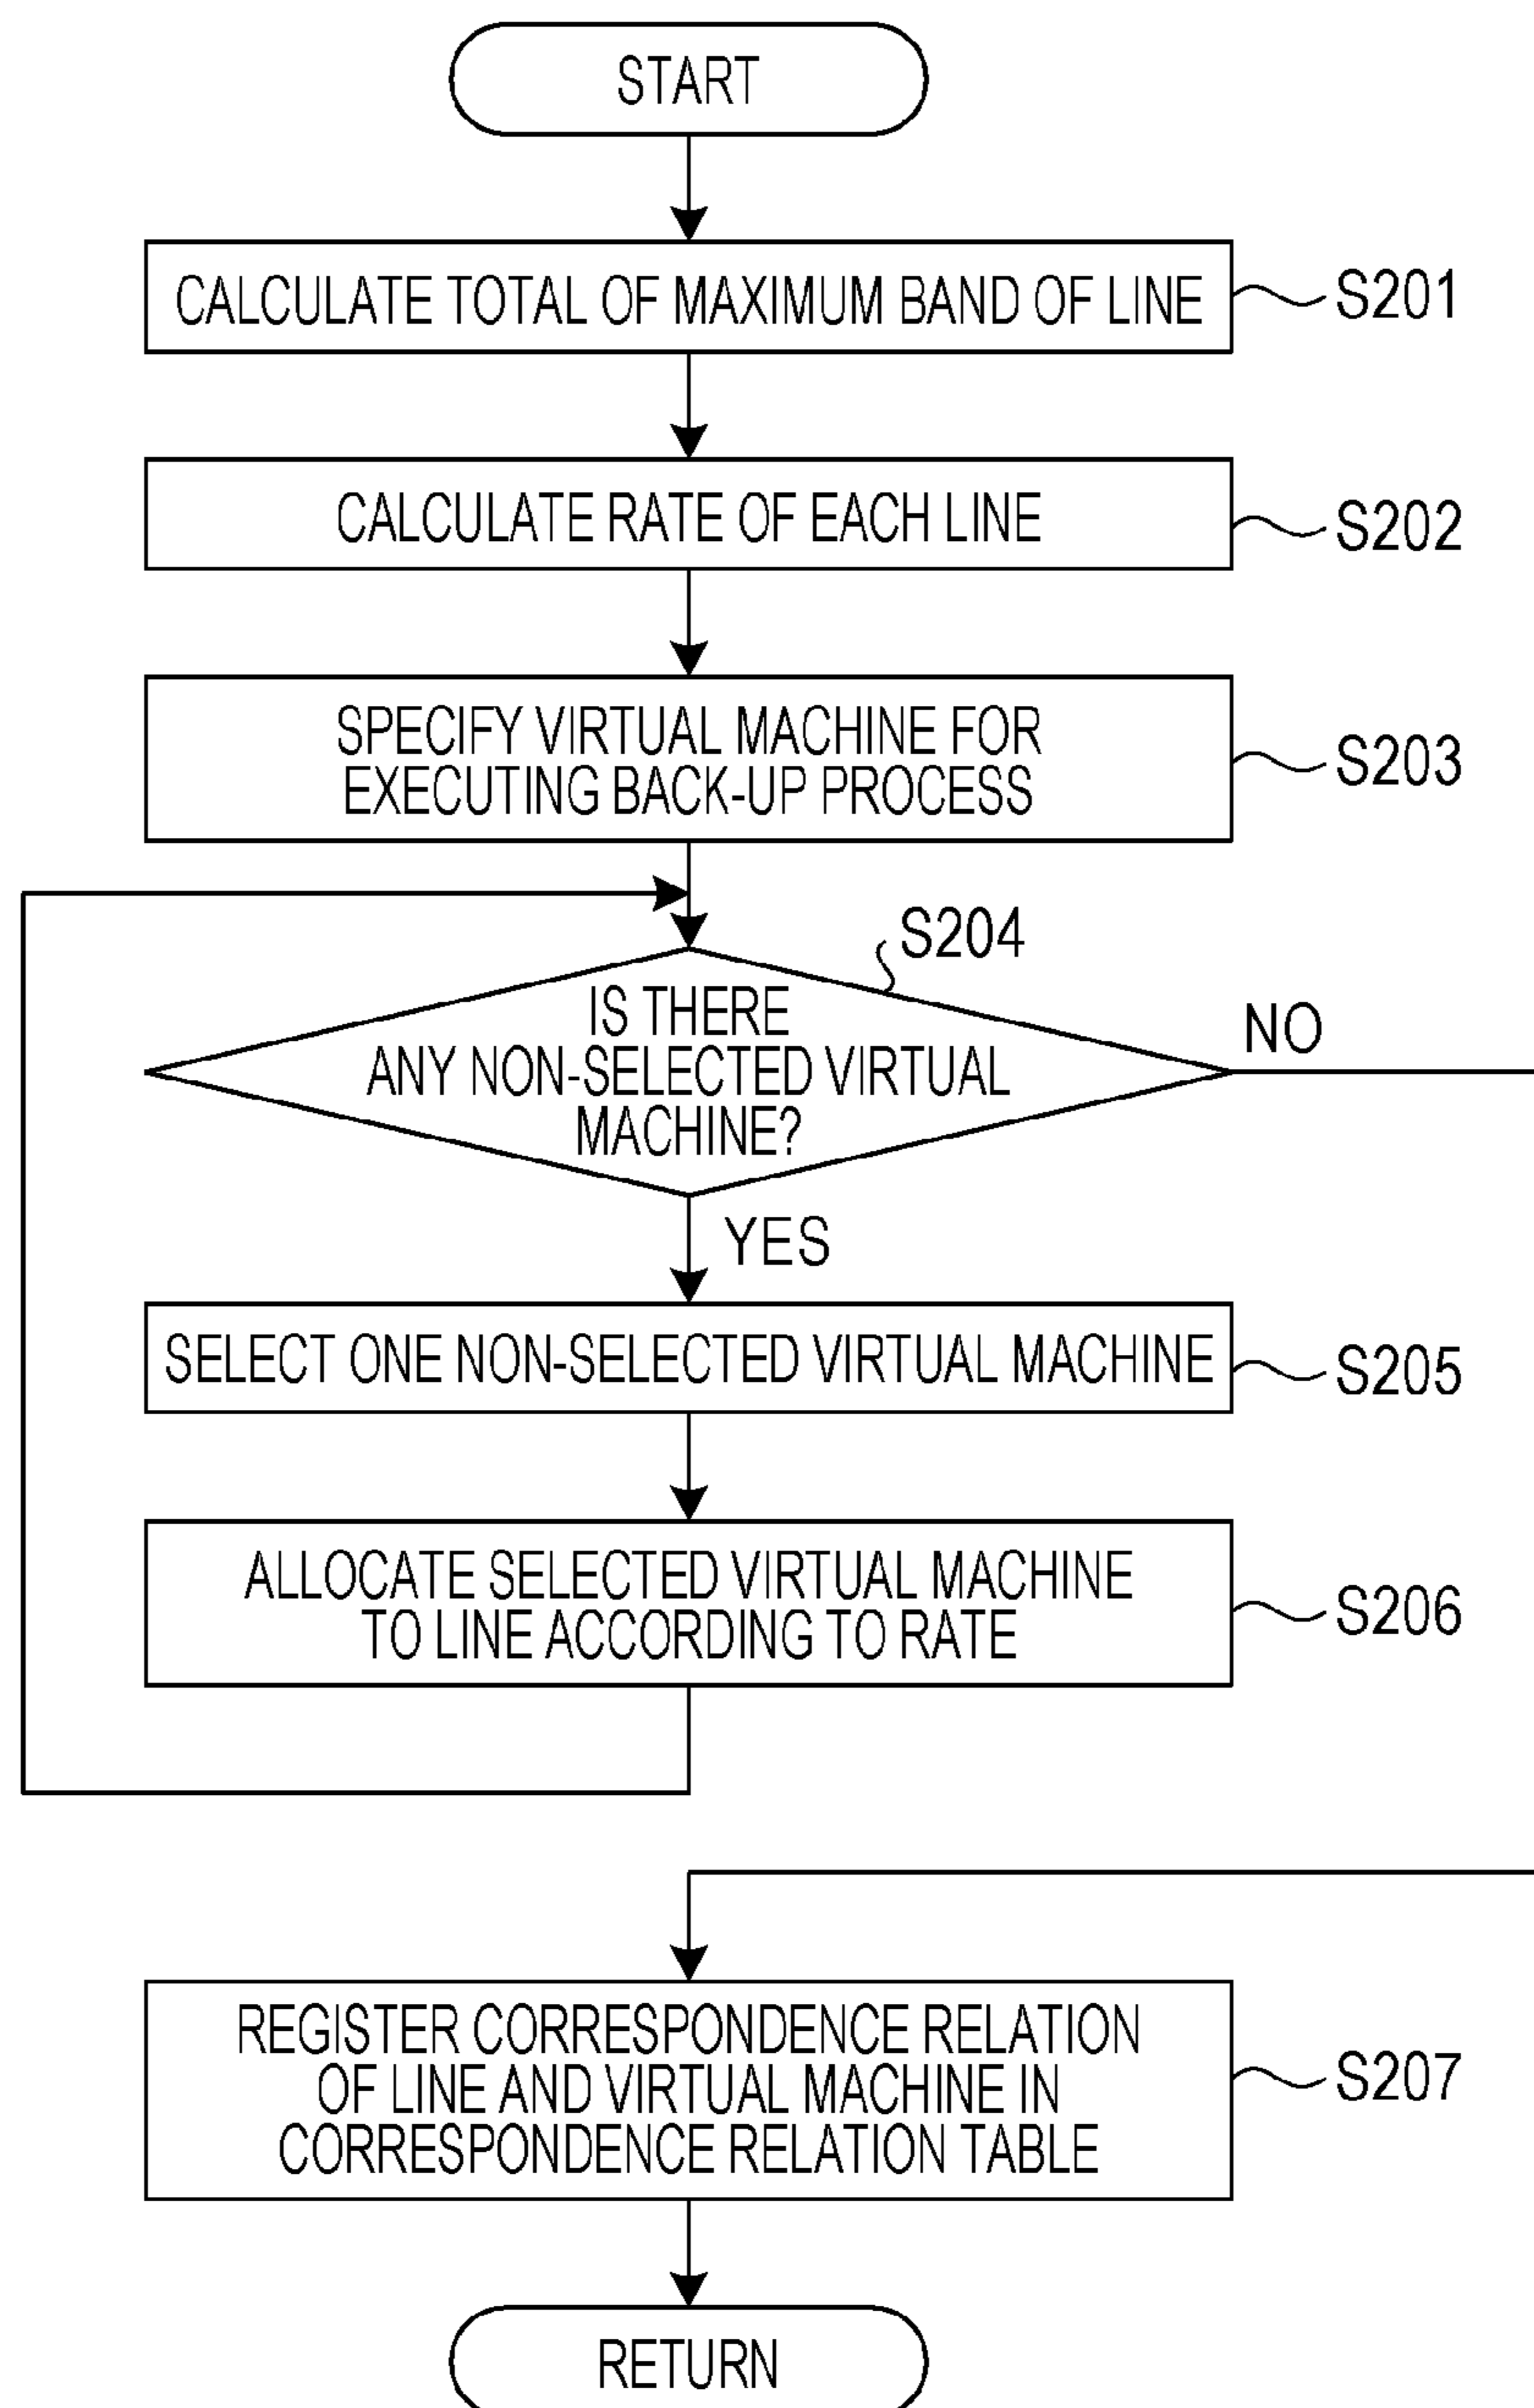 START
CALCULATE TOTAL OF MAXIMUM BAND OF LINE
S201
CALCULATE RATE OF EACH LINE
S202
SPECIFY VIRTUAL MACHINE FOR
EXECUTING BACK-UP PROCESS
S203
S204
IS THERE
ANY NON-SELECTED VIRTUAL
MACHINE?
NO
YES
SELECT ONE NON-SELECTED VIRTUAL MACHINE
S205
ALLOCATE SELECTED VIRTUAL MACHINE
TO LINE ACCORDING TO RATE
S206
REGISTER CORRESPONDENCE RELATION
OF LINE AND VIRTUAL MACHINE IN
CORRESPONDENCE RELATION TABLE
S207
RETURN